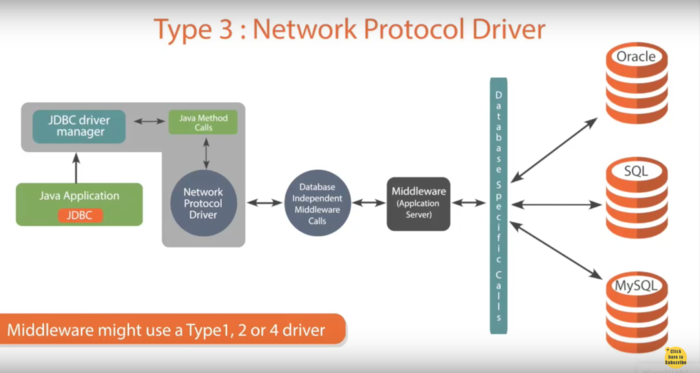 Type 3 : Network Protocol Driver
JDBC driver
manager
Java Method
Calls
Java Application
JDBC
Network
Protocol
Driver
Database
Independent
Middleware
Calls
Middleware
(Application
Server)
Database Specific Calls
Oracle
SQL
MySQL
Middleware might use a Type1, 2 or 4 driver
Click
here to
Subscribe